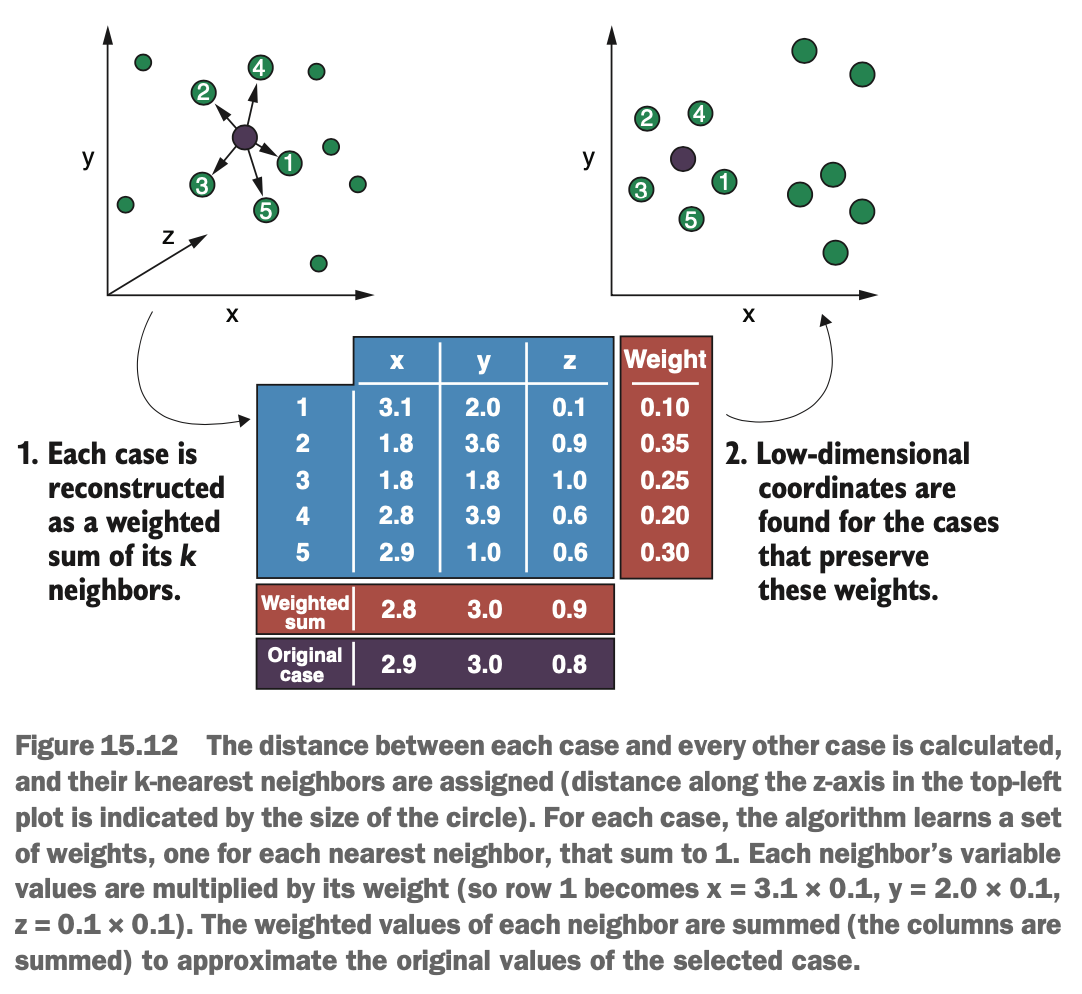 4
2
1
3
5
y
z
x
2
4
3
1
5
y
x
x y z Weight
1 3.1 2.0 0.1 0.10
2 1.8 3.6 0.9 0.35
3 1.8 1.8 1.0 0.25
4 2.8 3.9 0.6 0.20
5 2.9 1.0 0.6 0.30
Weighted
sum
2.8 3.0 0.9
Original
case
2.9 3.0 0.8
1. Each case is
reconstructed
as a weighted
sum of its k
neighbors.
2. Low-dimensional
coordinates are
found for the cases
that preserve
these weights.
Figure 15.12 The distance between each case and every other case is calculated,
and their k-nearest neighbors are assigned (distance along the z-axis in the top-left
plot is indicated by the size of the circle). For each case, the algorithm learns a set
of weights, one for each nearest neighbor, that sum to 1. Each neighbor’s variable
values are multiplied by its weight (so row 1 becomes x = 3.1 × 0.1, y = 2.0 × 0.1,
z = 0.1 × 0.1). The weighted values of each neighbor are summed (the columns are
summed) to approximate the original values of the selected case.